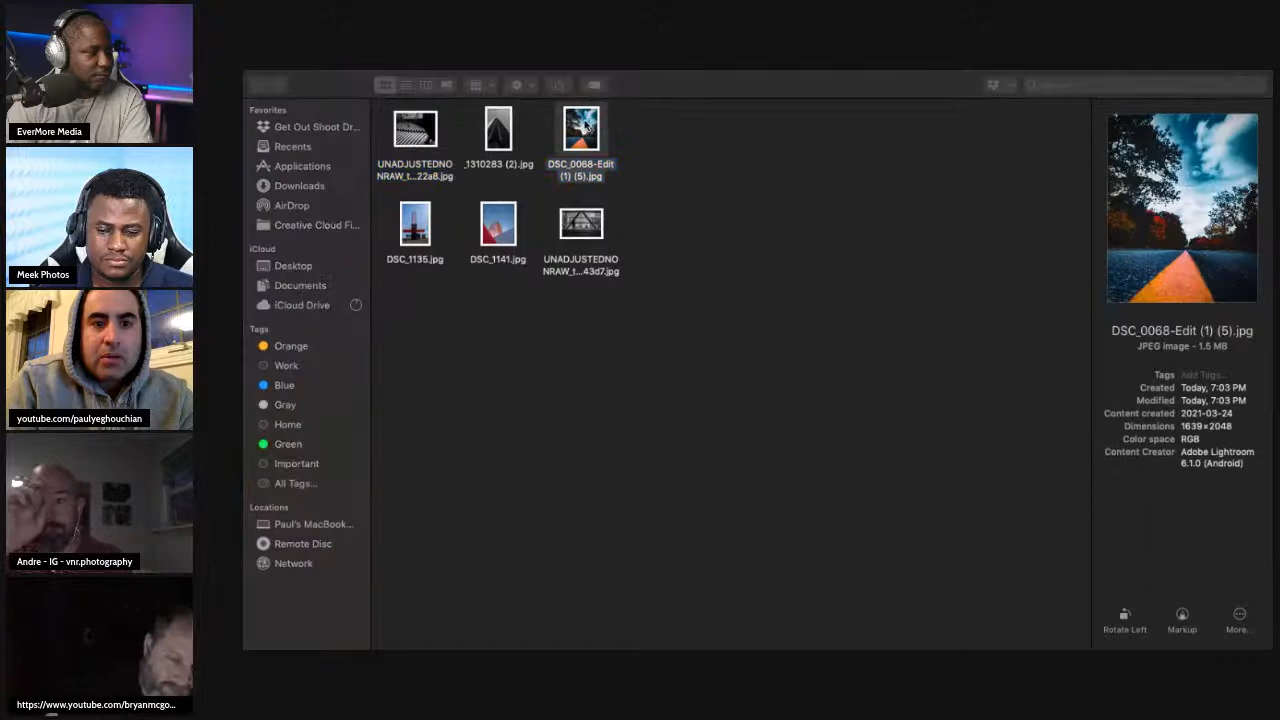 EverMore Media
Meek Photos
youtube.com/paulyeghouchian
Andre - IG - vnr.photography
https://www.youtube.com/bryanmcgo...
Favorites
Get Out Shoot Dr...
Recents
Applications
Downloads
AirDrop
Creative Cloud Fi...
iCloud
Desktop
Documents
iCloud Drive
Tags
Orange
Work
Blue
Gray
Home
Green
Important
All Tags...
Locations
Paul's MacBook...
Remote Disc
Network
UNADJUSTEDNO
NRAW_t...22a8.jpg
_1310283 (2).jpg
DSC_0068-Edit
(1) (5).jpg
DSC_1135.jpg
DSC_1141.jpg
UNADJUSTEDNO
NRAW_t...43d7.jpg
DSC_0068-Edit (1) (5).jpg
JPEG image - 1.5 MB
Tags Add Tags...
Created Today, 7:03 PM
Modified Today, 7:03 PM
Content created 2021-03-24
Dimensions 1639×2048
Color space RGB
Content Creator Adobe Lightroom
6.1.0 (Android)
Rotate Left
Markup
More...